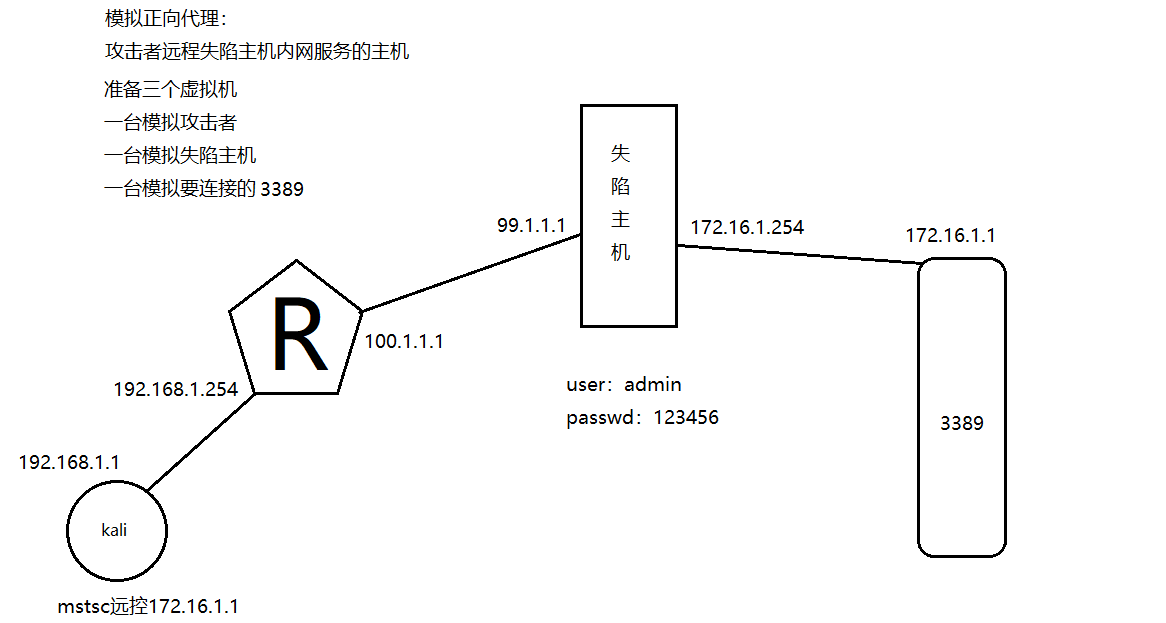 模拟正向代理：
攻击者远程失陷主机内网服务的主机
准备三个虚拟机
一台模拟攻击者
一台模拟失陷主机
一台模拟要连接的 3389
失
陷
主
机
99.1.1.1
172.16.1.254
172.16.1.1
R
100.1.1.1
192.168.1.254
user：admin
passwd：123456
3389
192.168.1.1
kali
mstsc远控172.16.1.1